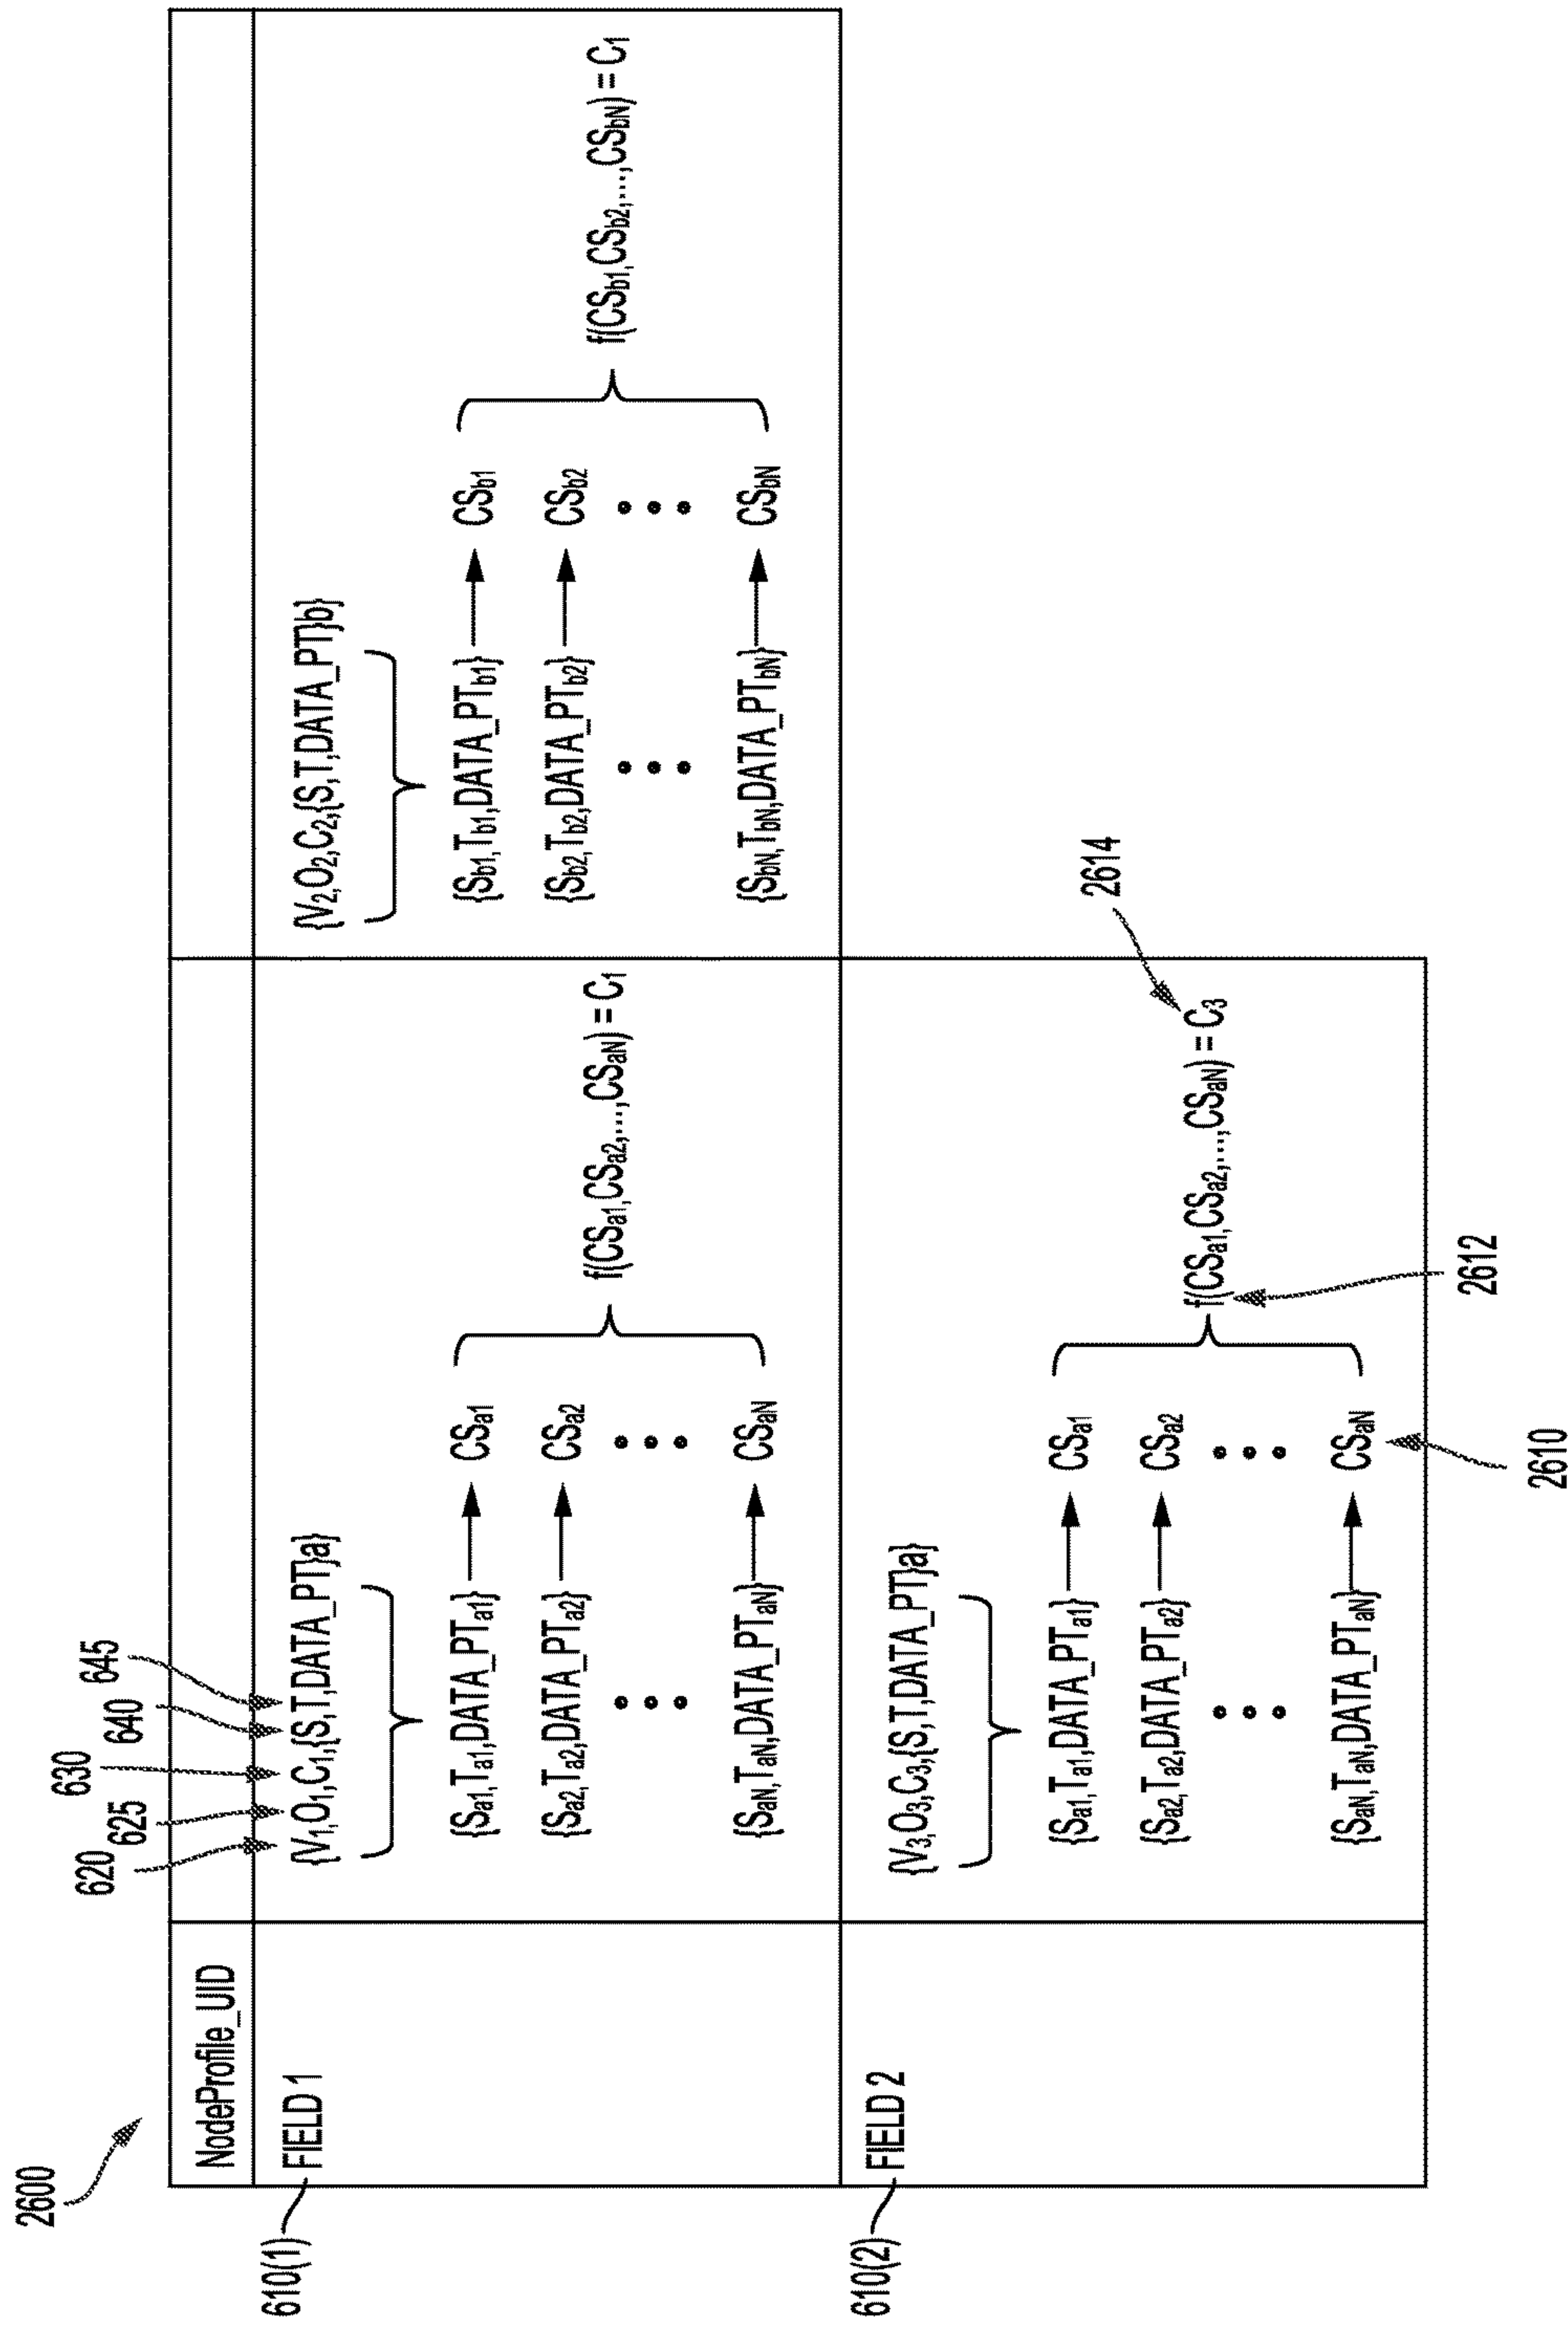 2600
NodeProfile_UID
610(1)
FIELD 1
620
625
630
640
645
{V1,O1,C1,{S,T,DATA_PT}a}
{Sa1,Ta1,DATA_PTa1} → CSa1
{Sa2,Ta2,DATA_PTa2} → CSa2
{SaN,TaN,DATA_PTaN} → CSaN
f(CSa1,CSa2,...,CSaN) = C1
{V2,O2,C2,{S,T,DATA_PT}b}
{Sb1,Tb1,DATA_PTb1} → CSb1
{Sb2,Tb2,DATA_PTb2} → CSb2
{SbN,TbN,DATA_PTbN} → CSbN
f(CSb1,CSb2,...,CSbN) = C1
610(2)
FIELD 2
{V3,O3,C3,{S,T,DATA_PT}a}
{Sa1,Ta1,DATA_PTa1} → CSa1
{Sa2,Ta2,DATA_PTa2} → CSa2
{SaN,TaN,DATA_PTaN} → CSaN
f(CSa1,CSa2,...,CSaN) = C3
2614
2612
2610